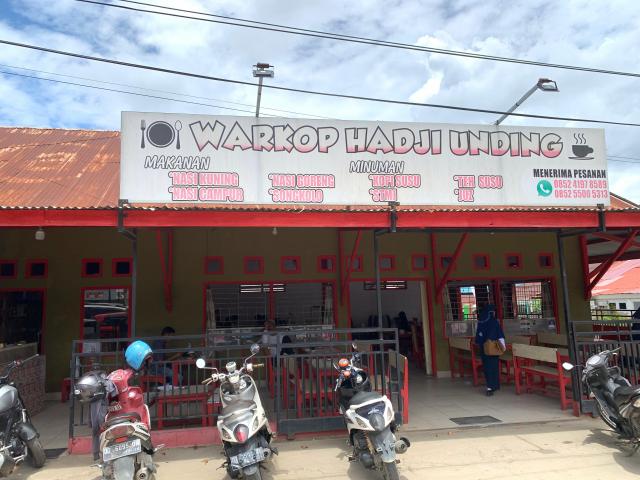 WARKOP HADJI UNDING
MAKANAN
*NASI KUNING
*NASI CAMPUR
*NASI GORENG
*SONGKOLO
MINUMAN
*KOPI SUSU
*STMJ
*TEH SUSU
*JUZ
MENERIMA PESANAN
0852 4197 8589
0852 5500 5313